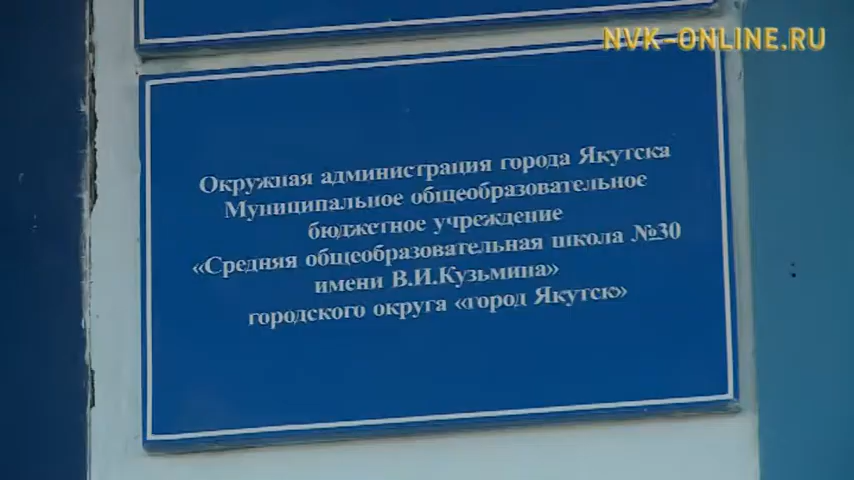 NVK-ONLINE.RU
Окружная администрация города Якутска
Муниципальное общеобразовательное
бюджетное учреждение
«Средняя общеобразовательная школа №30
имени В.И.Кузьмина»
городского округа «город Якутск»